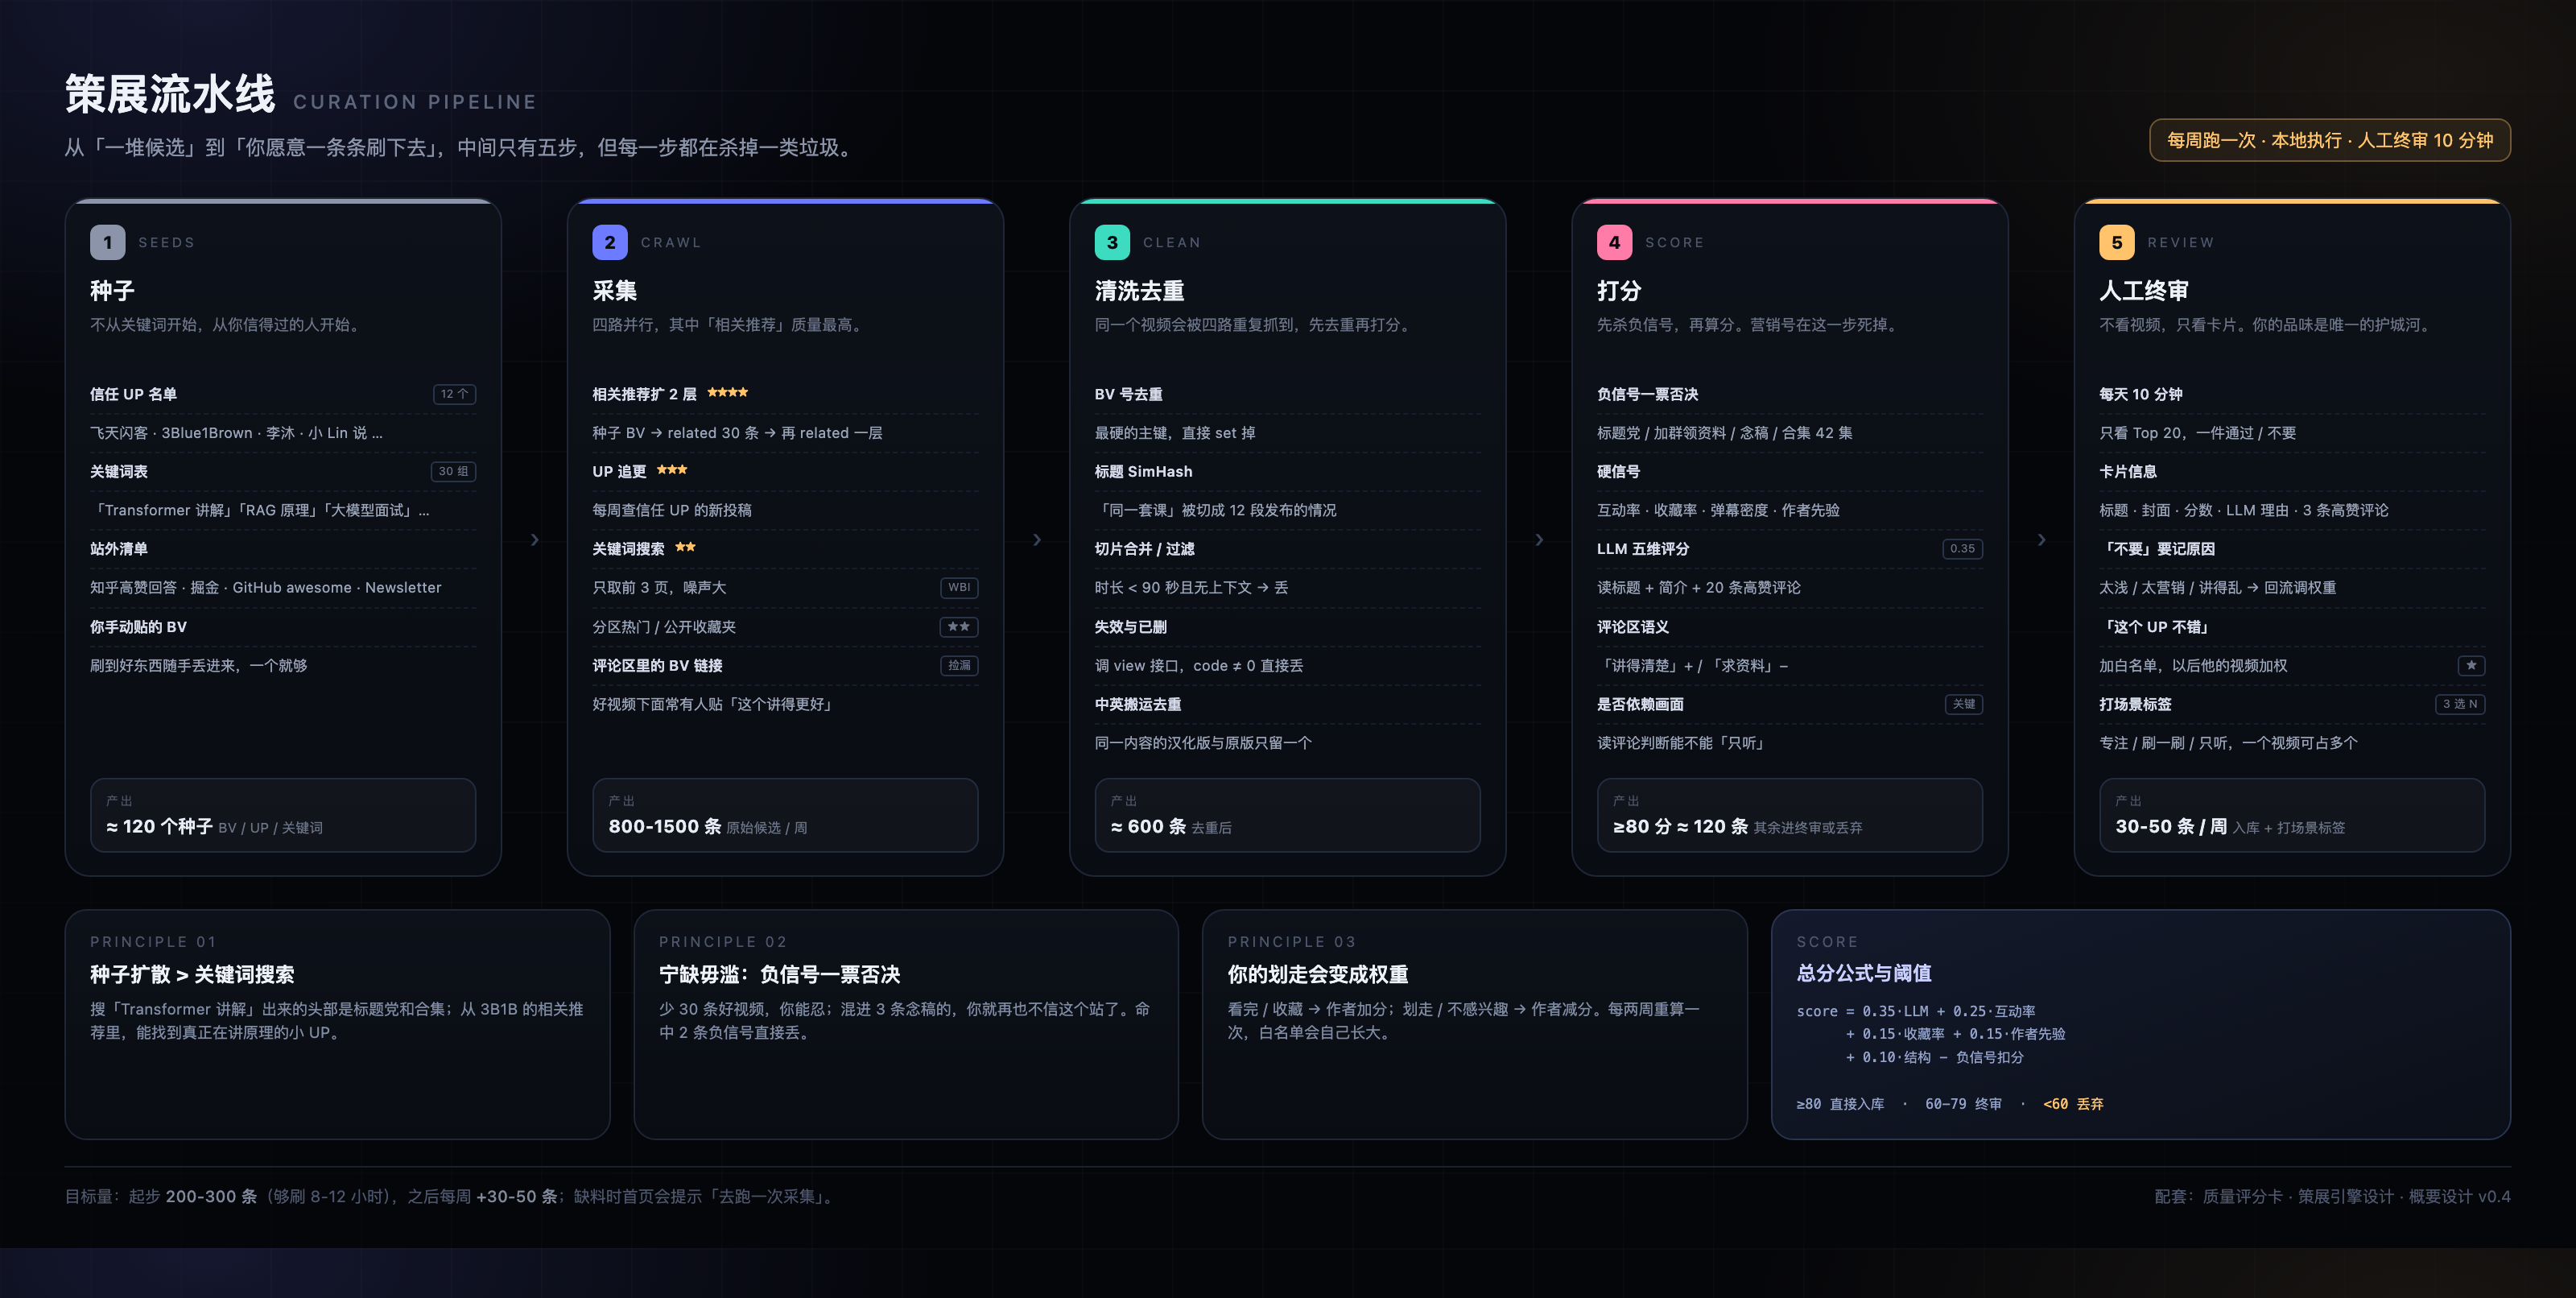 策展流水线 CURATION PIPELINE
从「一堆候选」到「你愿意一条条刷下去」，中间只有五步，但每一步都在杀掉一类垃圾。
每周跑一次 · 本地执行 · 人工终审 10 分钟
1 SEEDS
种子
不从关键词开始，从你信得过的人开始。
信任 UP 名单 12 个
飞天闪客 · 3Blue1Brown · 李沐 · 小 Lin 说 ...
关键词表 30 组
「Transformer 讲解」「RAG 原理」「大模型面试」...
站外清单
知乎高赞回答 · 掘金 · GitHub awesome · Newsletter
你手动贴的 BV
刷到好东西随手丢进来，一个就够
产出
≈ 120 个种子 BV / UP / 关键词
2 CRAWL
采集
四路并行，其中「相关推荐」质量最高。
相关推荐扩 2 层 ★★★★
种子 BV → related 30 条 → 再 related 一层
UP 追更 ★★★
每周查信任 UP 的新投稿
关键词搜索 ★★
只取前 3 页，噪声大 WBI
分区热门 / 公开收藏夹 ★★
评论区里的 BV 链接 捡漏
好视频下面常有人贴「这个讲得更好」
产出
800-1500 条 原始候选 / 周
3 CLEAN
清洗去重
同一个视频会被四路重复抓到，先去重再打分。
BV 号去重
最硬的主键，直接 set 掉
标题 SimHash
「同一套课」被切成 12 段发布的情况
切片合并 / 过滤
时长 < 90 秒且无上下文 → 丢
失效与已删
调 view 接口，code ≠ 0 直接丢
中英搬运去重
同一内容的汉化版与原版只留一个
产出
≈ 600 条 去重后
4 SCORE
打分
先杀负信号，再算分。营销号在这一步死掉。
负信号一票否决
标题党 / 加群领资料 / 念稿 / 合集 42 集
硬信号
互动率 · 收藏率 · 弹幕密度 · 作者先验
LLM 五维评分 0.35
读标题 + 简介 + 20 条高赞评论
评论区语义
「讲得清楚」+ / 「求资料」−
是否依赖画面 关键
读评论判断能不能「只听」
产出
≥80 分 ≈ 120 条 其余进终审或丢弃
5 REVIEW
人工终审
不看视频，只看卡片。你的品味是唯一的护城河。
每天 10 分钟
只看 Top 20，一件通过 / 不要
卡片信息
标题 · 封面 · 分数 · LLM 理由 · 3 条高赞评论
「不要」要记原因
太浅 / 太营销 / 讲得乱 → 回流调权重
「这个 UP 不错」
加白名单，以后他的视频加权 ★
打场景标签 3 选 N
专注 / 刷一刷 / 只听，一个视频可占多个
产出
30-50 条 / 周 入库 + 打场景标签
PRINCIPLE 01
种子扩散 > 关键词搜索
搜「Transformer 讲解」出来的头部是标题党和合集；从 3B1B 的相关推
荐里，能找到真正在讲原理的小 UP。
PRINCIPLE 02
宁缺毋滥：负信号一票否决
少 30 条好视频，你能忍；混进 3 条念稿的，你就再也不信这个站了。命
中 2 条负信号直接丢。
PRINCIPLE 03
你的划走会变成权重
看完 / 收藏 → 作者加分；划走 / 不感兴趣 → 作者减分。每两周重算一
次，白名单会自己长大。
SCORE
总分公式与阈值
score = 0.35·LLM + 0.25·互动率
+ 0.15·收藏率 + 0.15·作者先验
+ 0.10·结构 − 负信号扣分
≥80 直接入库 · 60–79 终审 · <60 丢弃
目标量：起步 200-300 条（够刷 8-12 小时），之后每周 +30-50 条；缺料时首页会提示「去跑一次采集」。
配套：质量评分卡 · 策展引擎设计 · 概要设计 v0.4